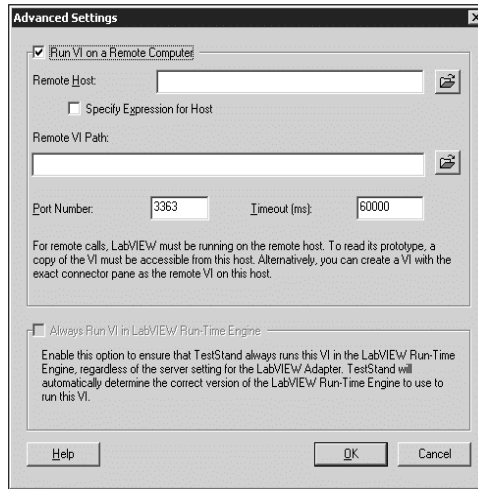 Advanced Settings
Run VI on a Remote Computer
Remote Host:
Specify Expression for Host
Remote VI Path:
Port Number: 3363 Timeout (ms): 60000
For remote calls, LabVIEW must be running on the remote host. To read its prototype, a
copy of the VI must be accessible from this host. Alternatively, you can create a VI with the
exact connector pane as the remote VI on this host.
Always Run VI in LabVIEW Run-Time Engine
Enable this option to ensure that TestStand always runs this VI in the LabVIEW Run-Time
Engine, regardless of the server setting for the LabVIEW Adapter. TestStand will
automatically determine the correct version of the LabVIEW Run-Time Engine to use to
run this VI.
Help OK Cancel